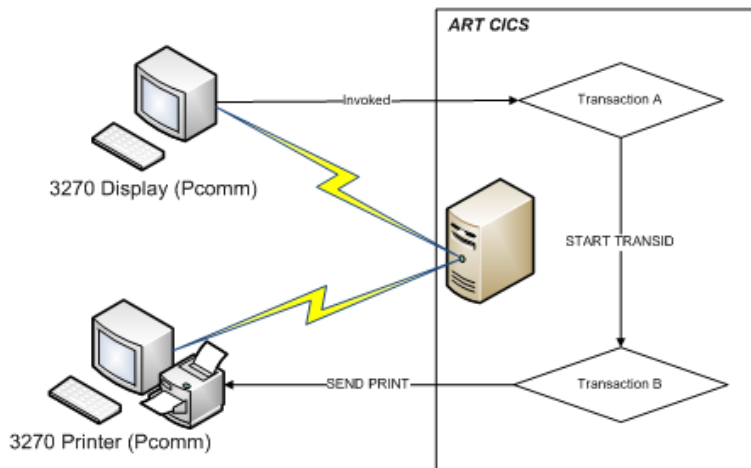 ART CICS
Invoked
Transaction A
3270 Display (Pcomm)
START TRANSID
SEND PRINT
Transaction B
3270 Printer (Pcomm)